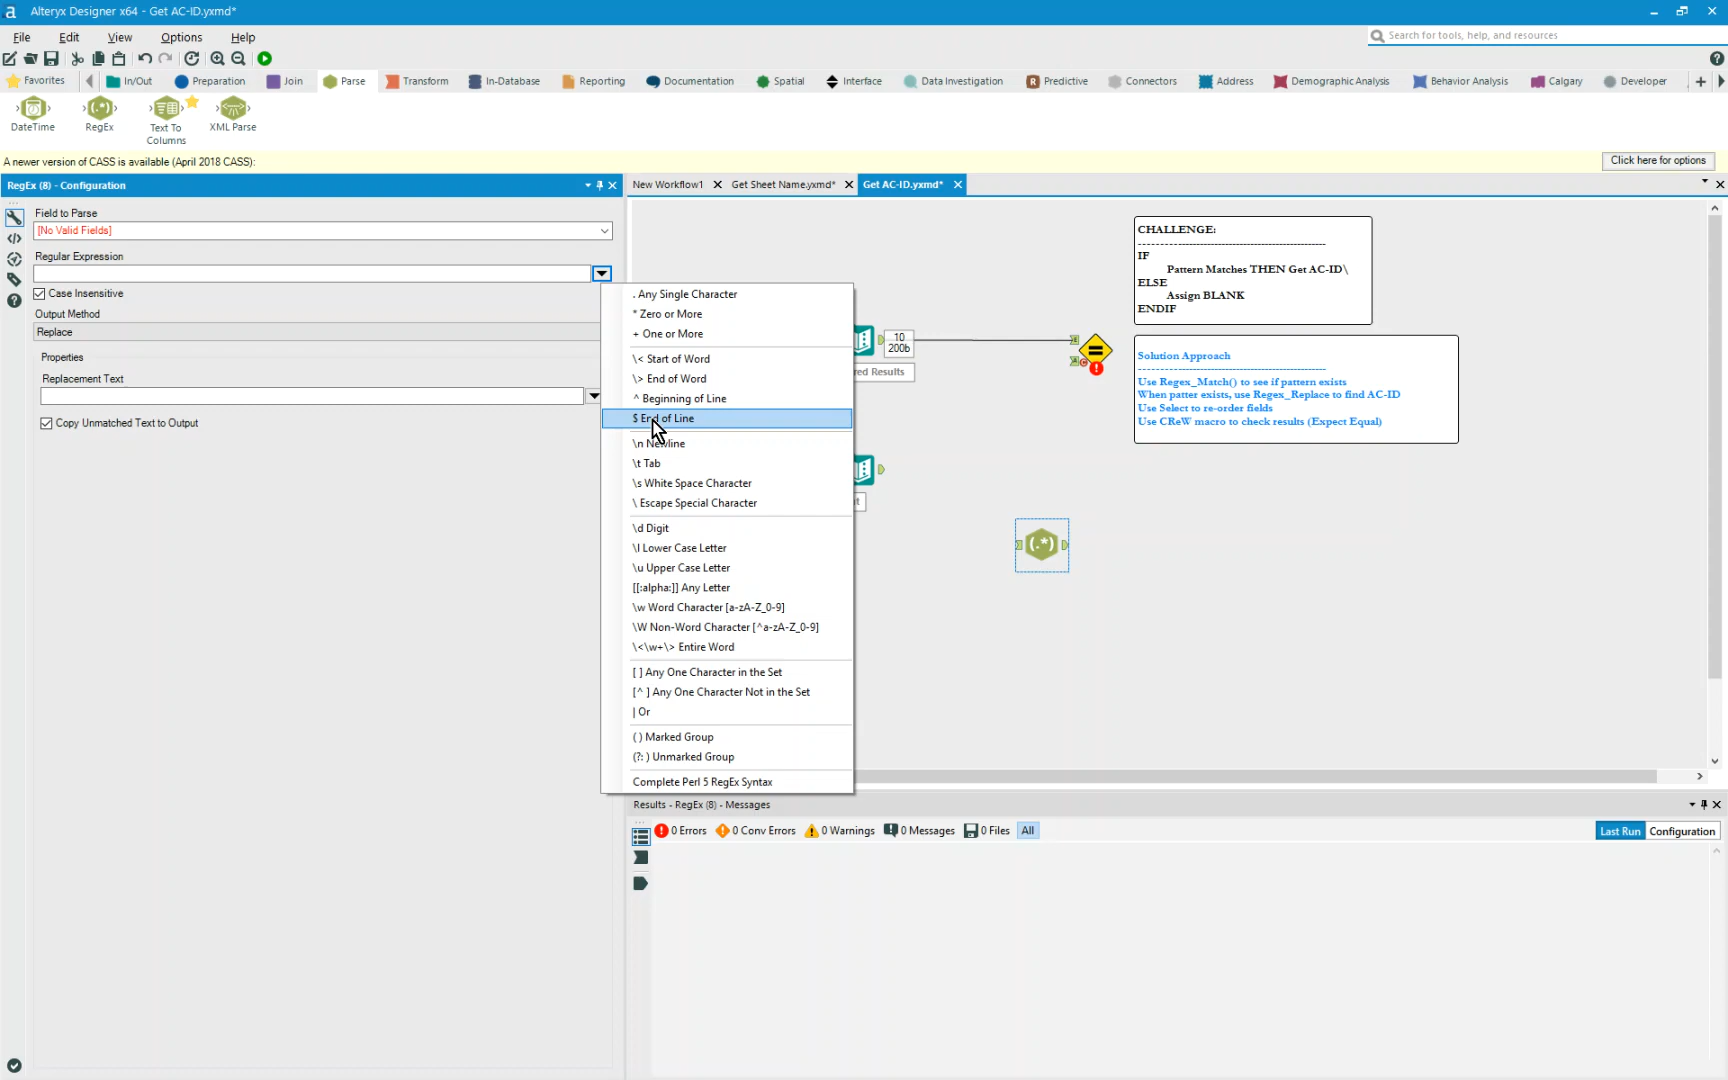 a Alteryx Designer x64 - Get AC-ID.yxmd*
File Edit View Options Help
Search for tools, help, and resources
Favorites In/Out Preparation Join Parse Transform In-Database Reporting Documentation Spatial Interface Data Investigation Predictive Connectors Address Demographic Analysis Behavior Analysis Calgary Developer
DateTime RegEx Text To Columns XML Parse
A newer version of CASS is available (April 2018 CASS):
Click here for options
RegEx (8) - Configuration
New Workflow1 Get Sheet Name.yxmd* Get AC-ID.yxmd*
Field to Parse
[No Valid Fields]
Regular Expression
Case Insensitive
Output Method
Replace
Properties
Replacement Text
Copy Unmatched Text to Output
. Any Single Character
* Zero or More
+ One or More
\< Start of Word
\> End of Word
^ Beginning of Line
$ End of Line
\n Newline
\t Tab
\s White Space Character
\ Escape Special Character
\d Digit
\l Lower Case Letter
\u Upper Case Letter
[[:alpha:]] Any Letter
\w Word Character [a-zA-Z_0-9]
\W Non-Word Character [^a-zA-Z_0-9]
\<\w+\> Entire Word
[ ] Any One Character in the Set
[^ ] Any One Character Not in the Set
| Or
( ) Marked Group
(?: ) Unmarked Group
Complete Perl 5 RegEx Syntax
10
200b
red Results
t
(.*)
CHALLENGE:
----------------------------------------------------
IF
Pattern Matches THEN Get AC-ID\
ELSE
Assign BLANK
ENDIF
Solution Approach
----------------------------------------------------
Use Regex_Match() to see if pattern exists
When patter exists, use Regex_Replace to find AC-ID
Use Select to re-order fields
Use CReW macro to check results (Expect Equal)
Results - RegEx (8) - Messages
0 Errors 0 Conv Errors 0 Warnings 0 Messages 0 Files All
Last Run Configuration